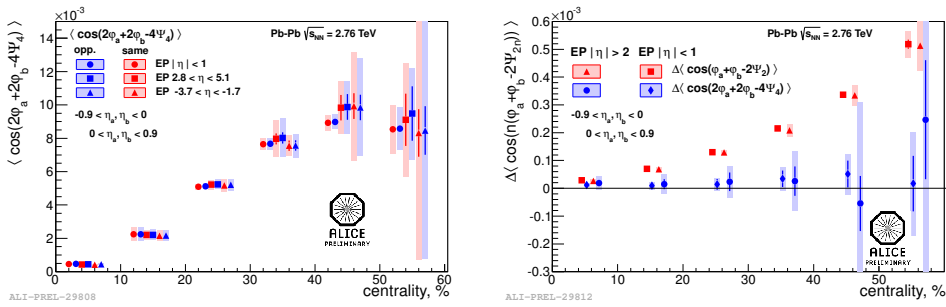 ⟨ cos(2φa+2φb-4Ψ4) ⟩
×10⁻³
14
12
10
8
6
4
2
0
⟨ cos(2φa+2φb-4Ψ4) ⟩
opp. same
EP | η | < 1
EP 2.8 < η < 5.1
EP -3.7 < η < -1.7
-0.9 < ηa, ηb < 0
0 < ηa, ηb < 0.9
Pb-Pb √sNN = 2.76 TeV
ALICE
PRELIMINARY
0 10 20 30 40 50 60
centrality, %
ALI-PREL-29808
Δ⟨ cos(n(φa+φb-2Ψ2n)) ⟩
×10⁻³
0.6
0.5
0.4
0.3
0.2
0.1
0
-0.1
-0.2
-0.3
Pb-Pb √sNN = 2.76 TeV
EP | η | > 2 EP | η | < 1
Δ⟨ cos(φa+φb-2Ψ2) ⟩
Δ⟨ cos(2φa+2φb-4Ψ4) ⟩
-0.9 < ηa, ηb < 0
0 < ηa, ηb < 0.9
ALICE
PRELIMINARY
0 10 20 30 40 50
centrality, %
ALI-PREL-29812